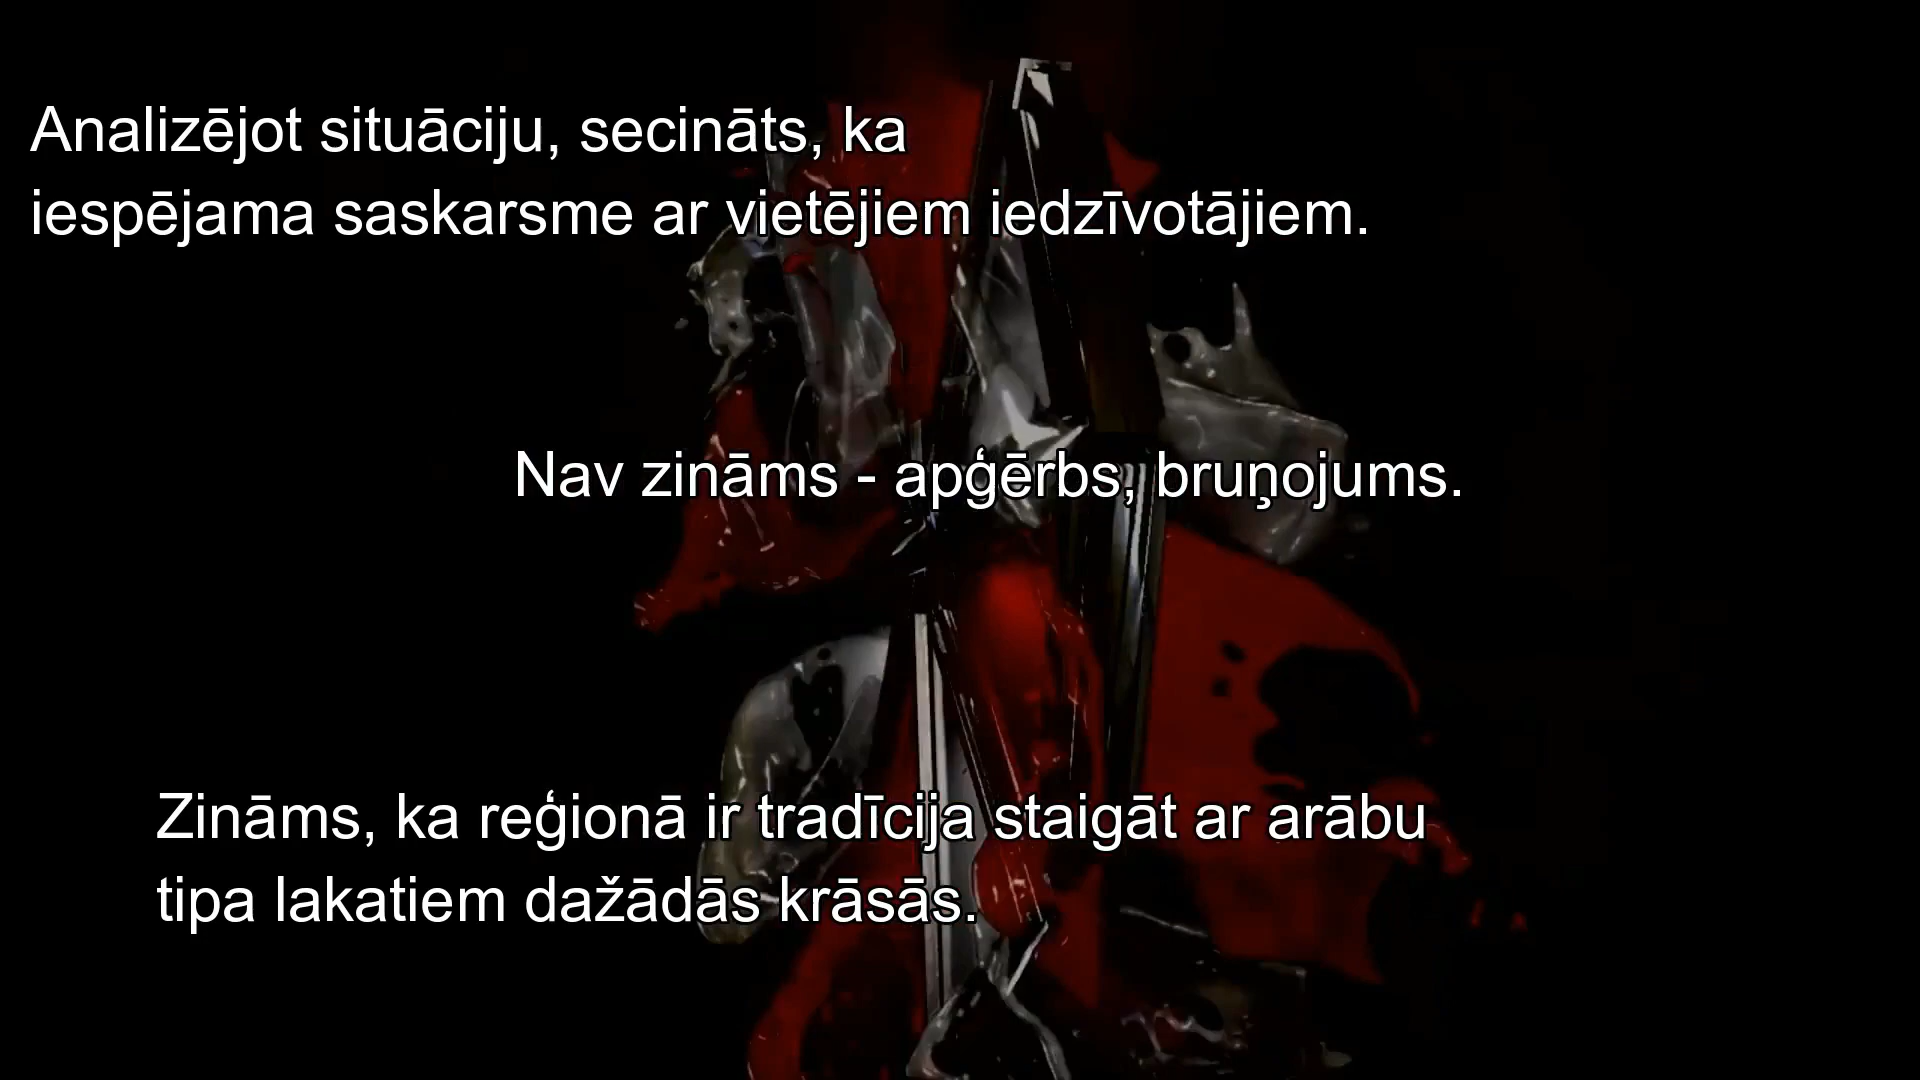 Analizējot situāciju, secināts, ka
iespējama saskarsme ar vietējiem iedzīvotājiem.
Nav zināms - apģērbs, bruņojums.
Zināms, ka reģionā ir tradīcija staigāt ar arābu
tipa lakatiem dažādās krāsās.